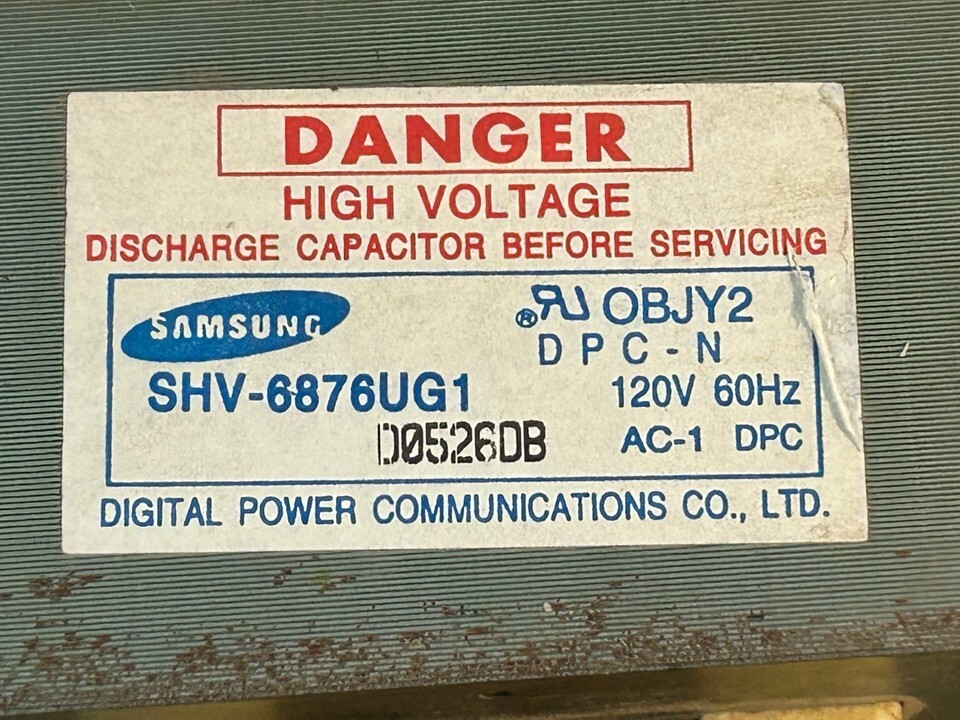 DANGER
HIGH VOLTAGE
DISCHARGE CAPACITOR BEFORE SERVICING
SAMSUNG ® RU OBJY2
DPC-N
SHV-6876UG1 120V 60Hz
D0526DB AC-1 DPC
DIGITAL POWER COMMUNICATIONS CO., LTD.